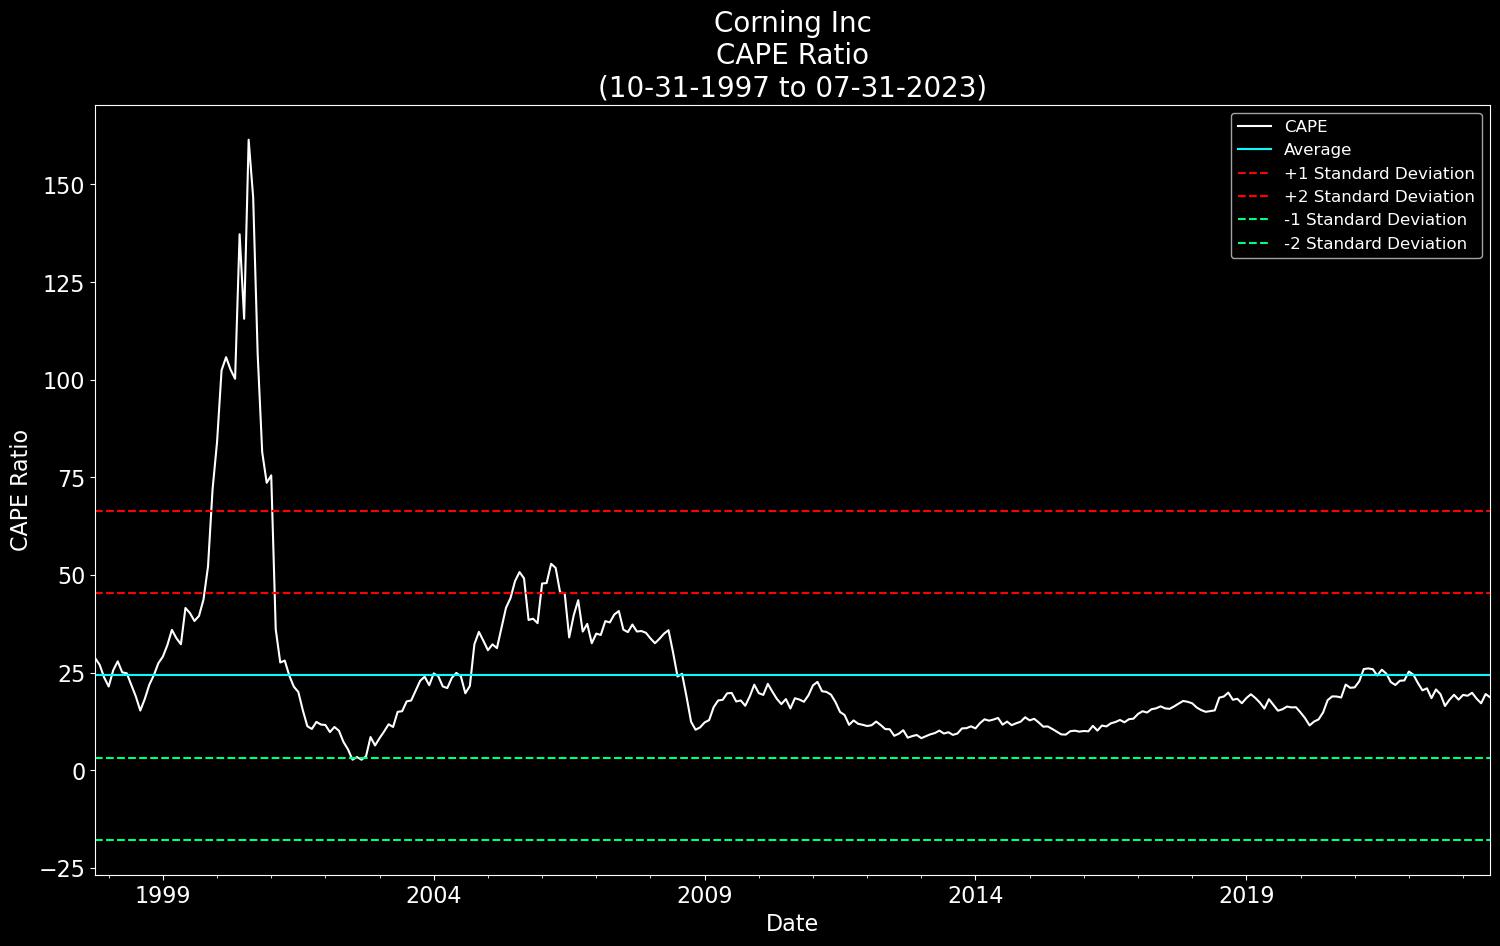 Corning Inc
CAPE Ratio
(10-31-1997 to 07-31-2023)
CAPE
Average
+1 Standard Deviation
+2 Standard Deviation
-1 Standard Deviation
-2 Standard Deviation
CAPE Ratio
150
125
100
75
50
25
0
−25
1999 2004 2009 2014 2019
Date